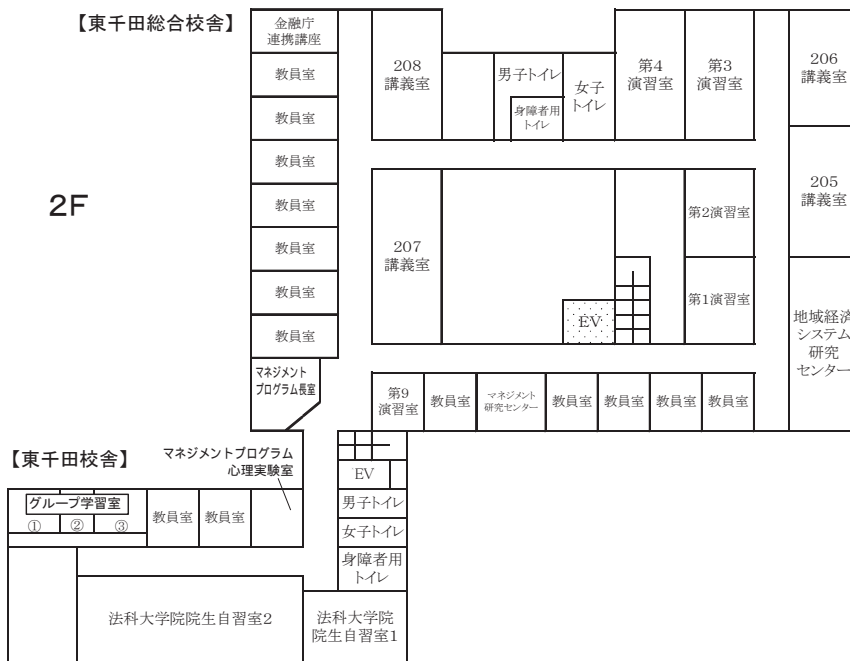 【東千田総合校舎】
金融庁
連携講座
教員室
教員室
教員室
教員室
教員室
教員室
教員室
マネジメント
プログラム長室
2F
208
講義室
男子トイレ
身障者用
トイレ
女子
トイレ
第4
演習室
第3
演習室
206
講義室
205
講義室
207
講義室
第2演習室
第1演習室
EV
地域経済
システム
研究
センター
第9
演習室
教員室
マネジメント
研究センター
教員室
教員室
教員室
教員室
【東千田校舎】
マネジメントプログラム
心理実験室
グループ学習室
①
②
③
教員室
教員室
EV
男子トイレ
女子トイレ
身障者用
トイレ
法科大学院院生自習室2
法科大学院
院生自習室1